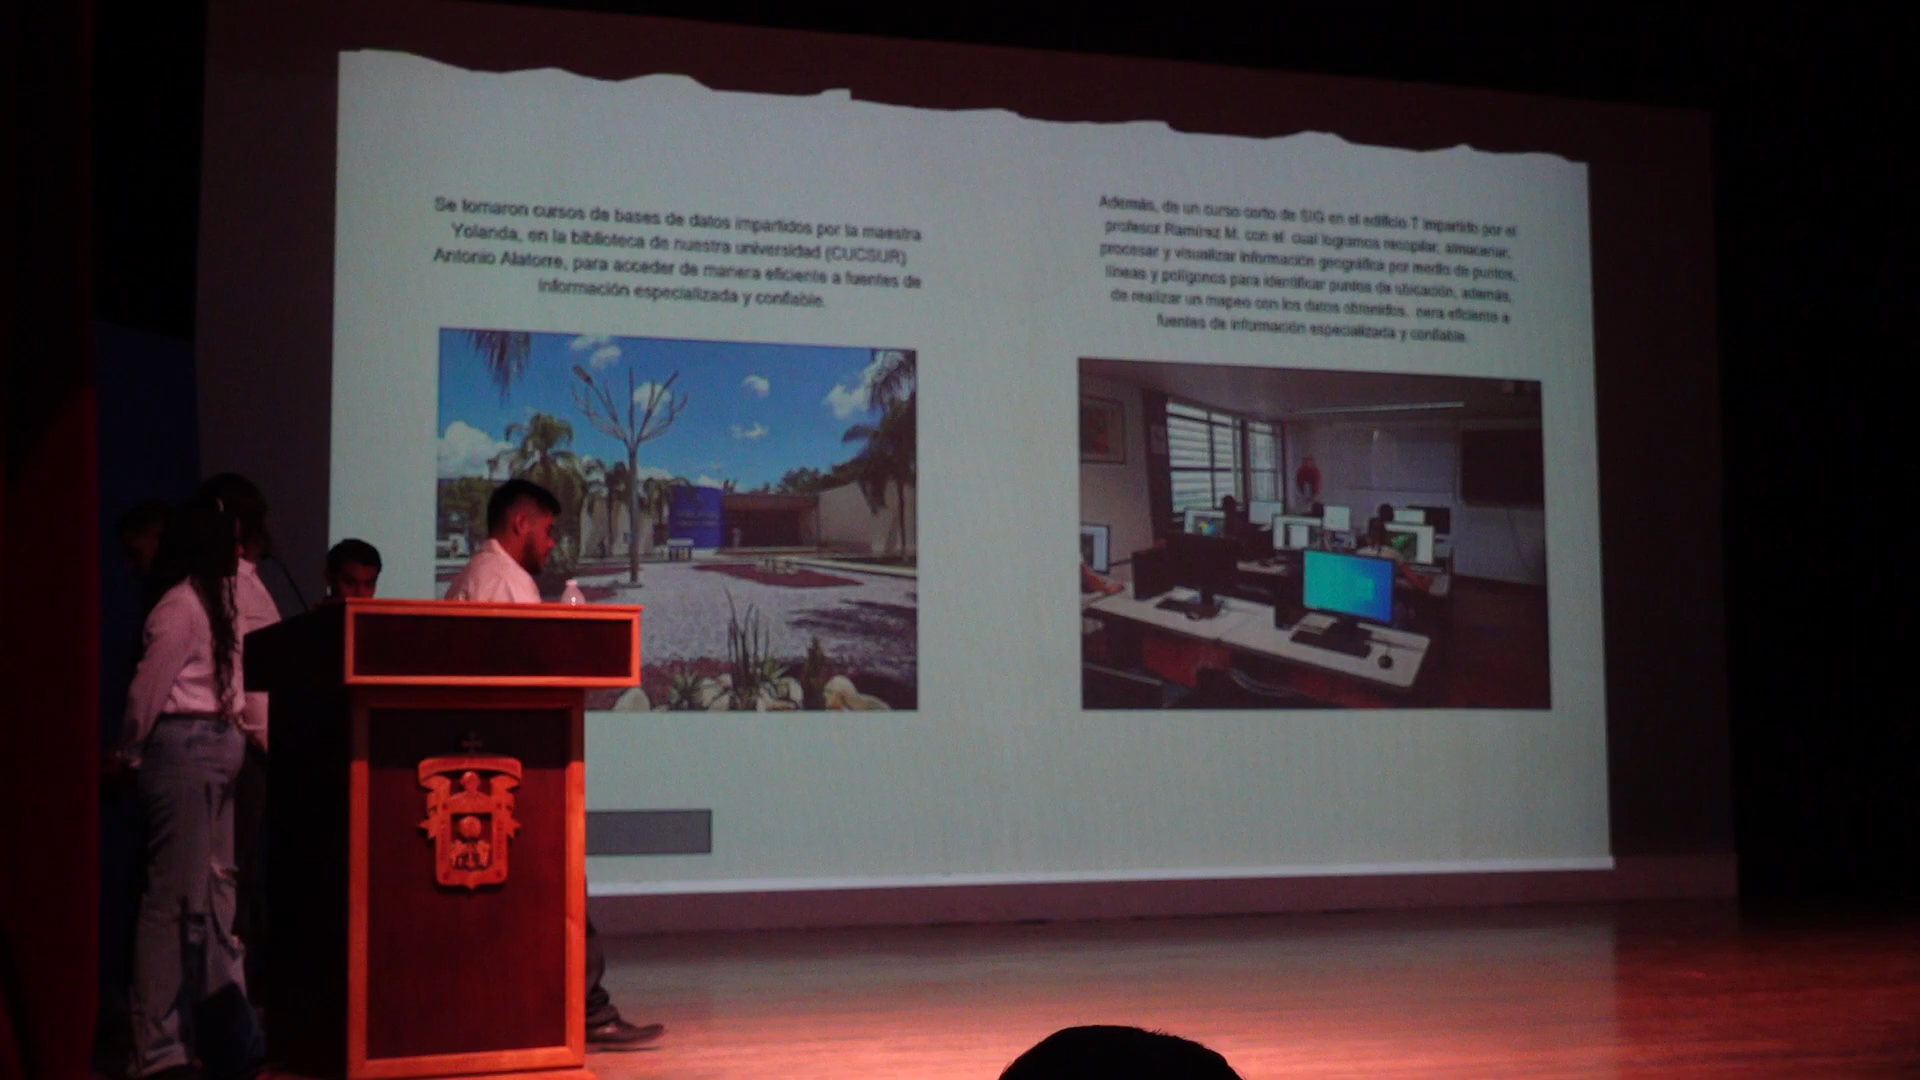 Se tomaron cursos de bases de datos impartidos por la maestra
Yolanda, en la biblioteca de nuestra universidad (CUCSUR)
Antonio Alatorre, para acceder de manera eficiente a fuentes de
información especializada y confiable.
Además, de un curso corto de SIG en el edificio T impartido por el
profesor Ramírez M. con el cual logramos recopilar, almacenar,
procesar y visualizar información geográfica por medio de puntos,
líneas y polígonos para identificar puntos de ubicación, además,
de realizar un mapeo con los datos obtenidos. nera eficiente a
fuentes de información especializada y confiable.